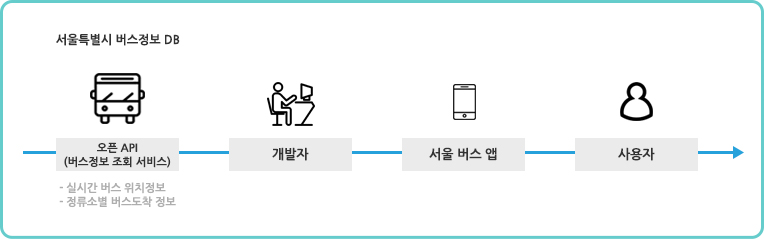 서울특별시 버스정보 DB
오픈 API
(버스정보 조회 서비스)
개발자
서울 버스 앱
사용자
- 실시간 버스 위치정보
- 정류소별 버스도착 정보